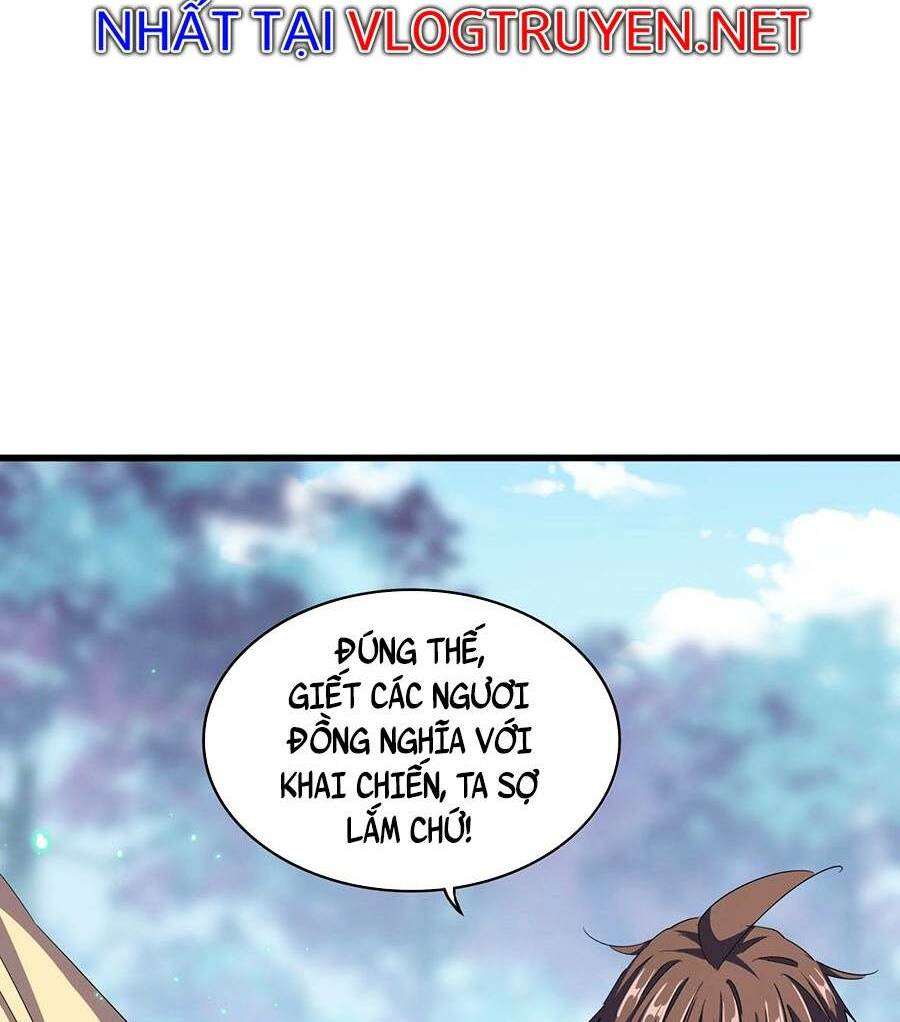 NHẤT TẠI VLOGTRUYEN.NET
ĐÚNG THẾ,
GIẾT CÁC NGƯƠI
ĐỒNG NGHĨA VỚI
KHAI CHIẾN, TA SỢ
LẮM CHỨ!